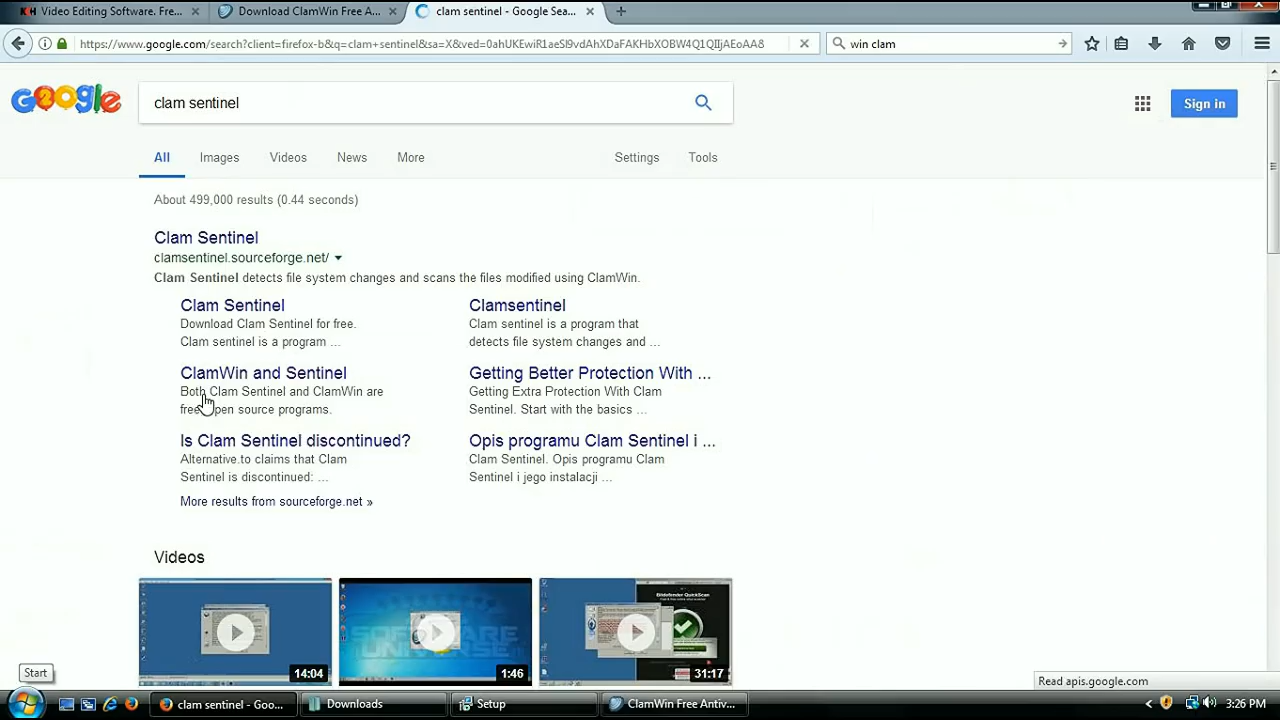 Video Editing Software. Fre...
Download ClamWin Free A...
clam sentinel - Google Sea...
https://www.google.com/search?client=firefox-b&q=clam+sentinel&sa=X&ved=0ahUKEwiR1aeSl9vdAhXDaFAKHbXOBW4Q1QIIjAEoAA8
win clam
Google
clam sentinel
Sign in
All
Images
Videos
News
More
Settings
Tools
About 499,000 results (0.44 seconds)
Clam Sentinel
clamsentinel.sourceforge.net/
Clam Sentinel detects file system changes and scans the files modified using ClamWin.
Clam Sentinel
Download Clam Sentinel for free.
Clam sentinel is a program ...
Clamsentinel
Clam sentinel is a program that
detects file system changes and ...
ClamWin and Sentinel
Both Clam Sentinel and ClamWin are
free open source programs.
Getting Better Protection With ...
Getting Extra Protection With Clam
Sentinel. Start with the basics ...
Is Clam Sentinel discontinued?
Alternative.to claims that Clam
Sentinel is discontinued: ...
Opis programu Clam Sentinel i ...
Clam Sentinel. Opis programu Clam
Sentinel i jego instalacji ...
More results from sourceforge.net »
Videos
14:04
1:46
31:17
Start
Read apis.google.com
clam sentinel - Goo...
Downloads
Setup
ClamWin Free Antiv...
3:26 PM